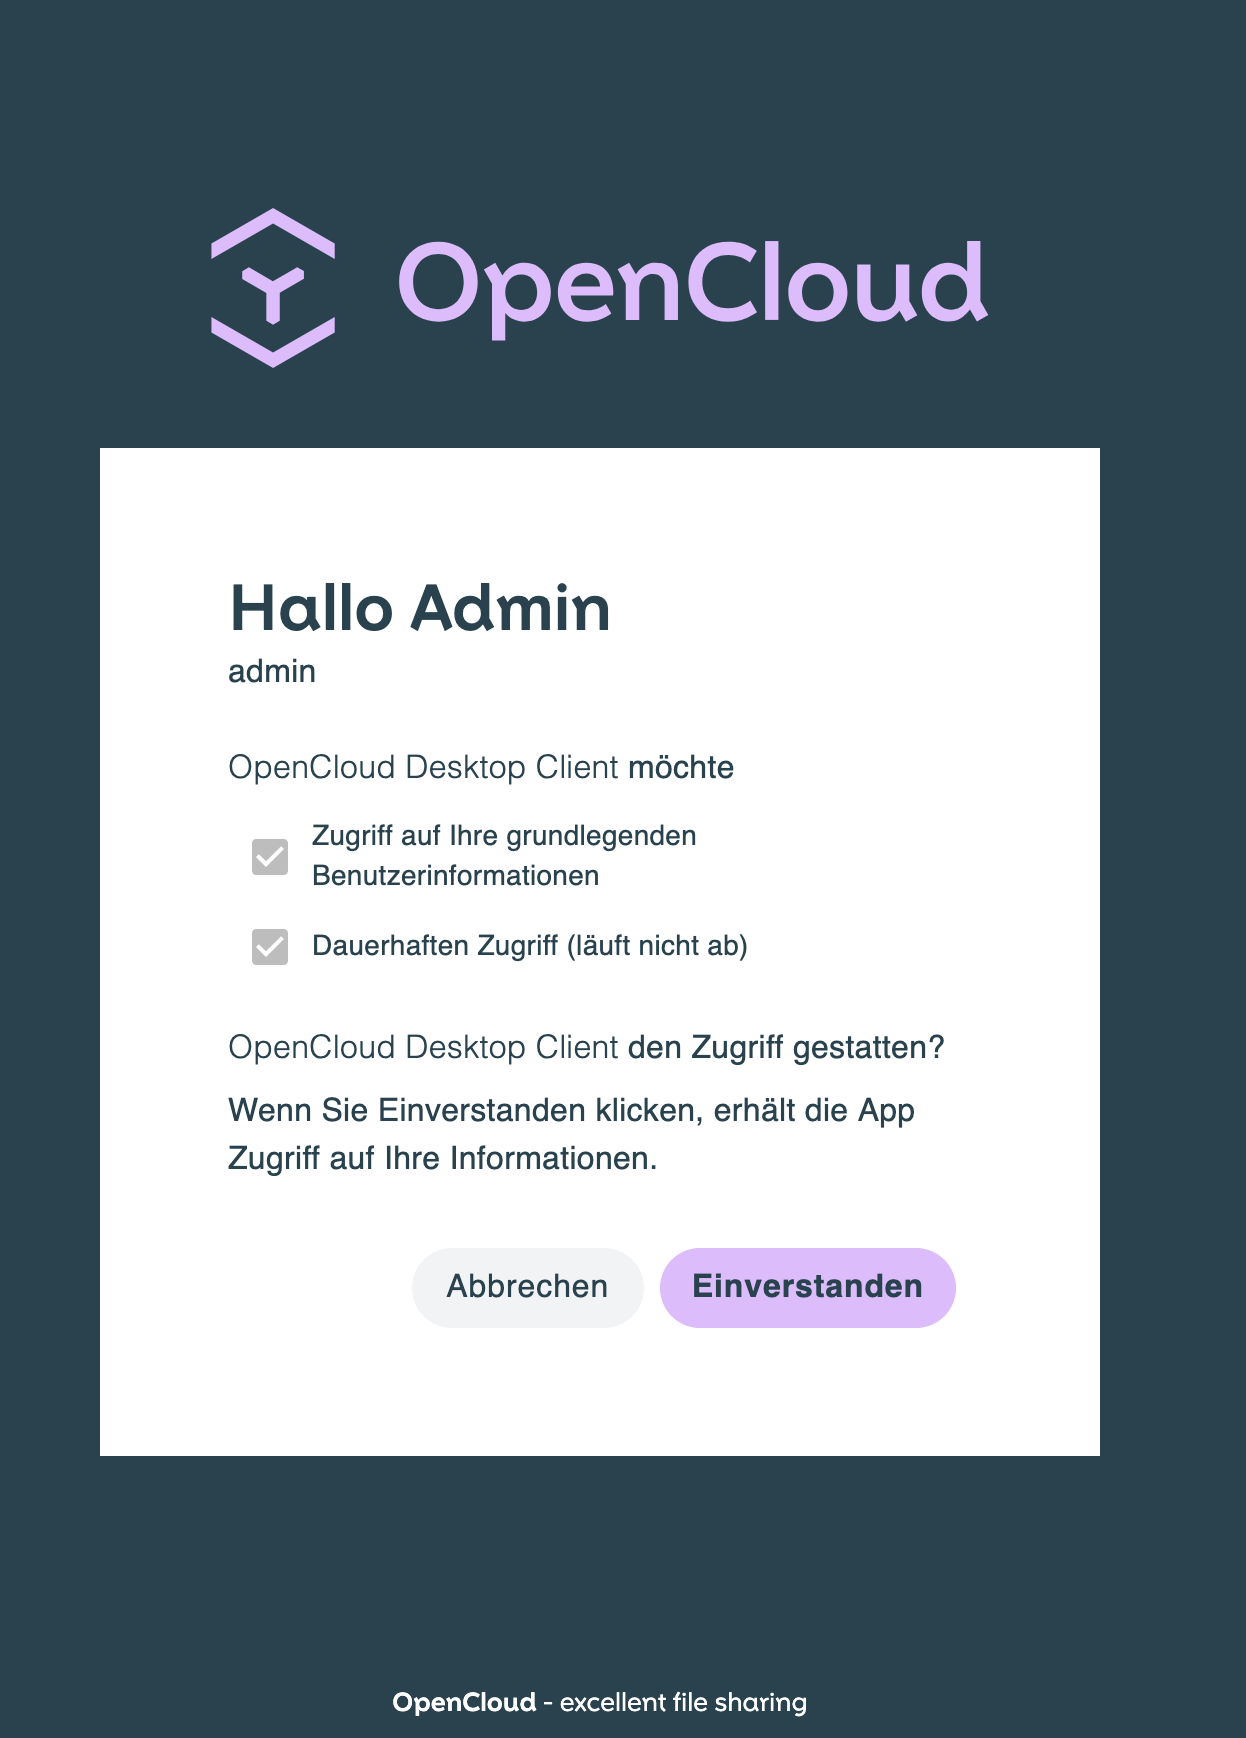 OpenCloud
Hallo Admin
admin
OpenCloud Desktop Client möchte
Zugriff auf Ihre grundlegenden
Benutzerinformationen
Dauerhaften Zugriff (läuft nicht ab)
OpenCloud Desktop Client den Zugriff gestatten?
Wenn Sie Einverstanden klicken, erhält die App
Zugriff auf Ihre Informationen.
Abbrechen Einverstanden
OpenCloud - excellent file sharing